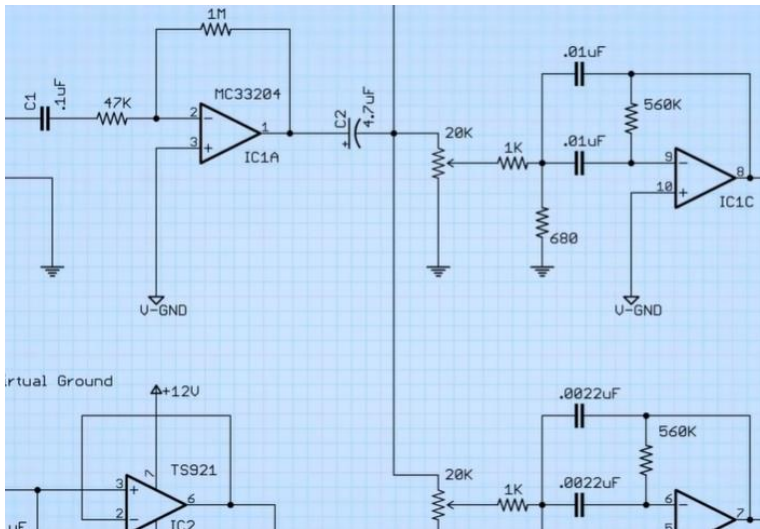 1M
C1
.1uF
47K
MC33204
2
3
1
IC1A
C2
4.7uF
+
V-GND
20K
1K
.01uF
.01uF
560K
680
9
10
8
IC1C
V-GND
rtual Ground
+12V
TS921
7
3
2
6
IC2
uF
20K
1K
.0022uF
.0022uF
560K
6
5
7